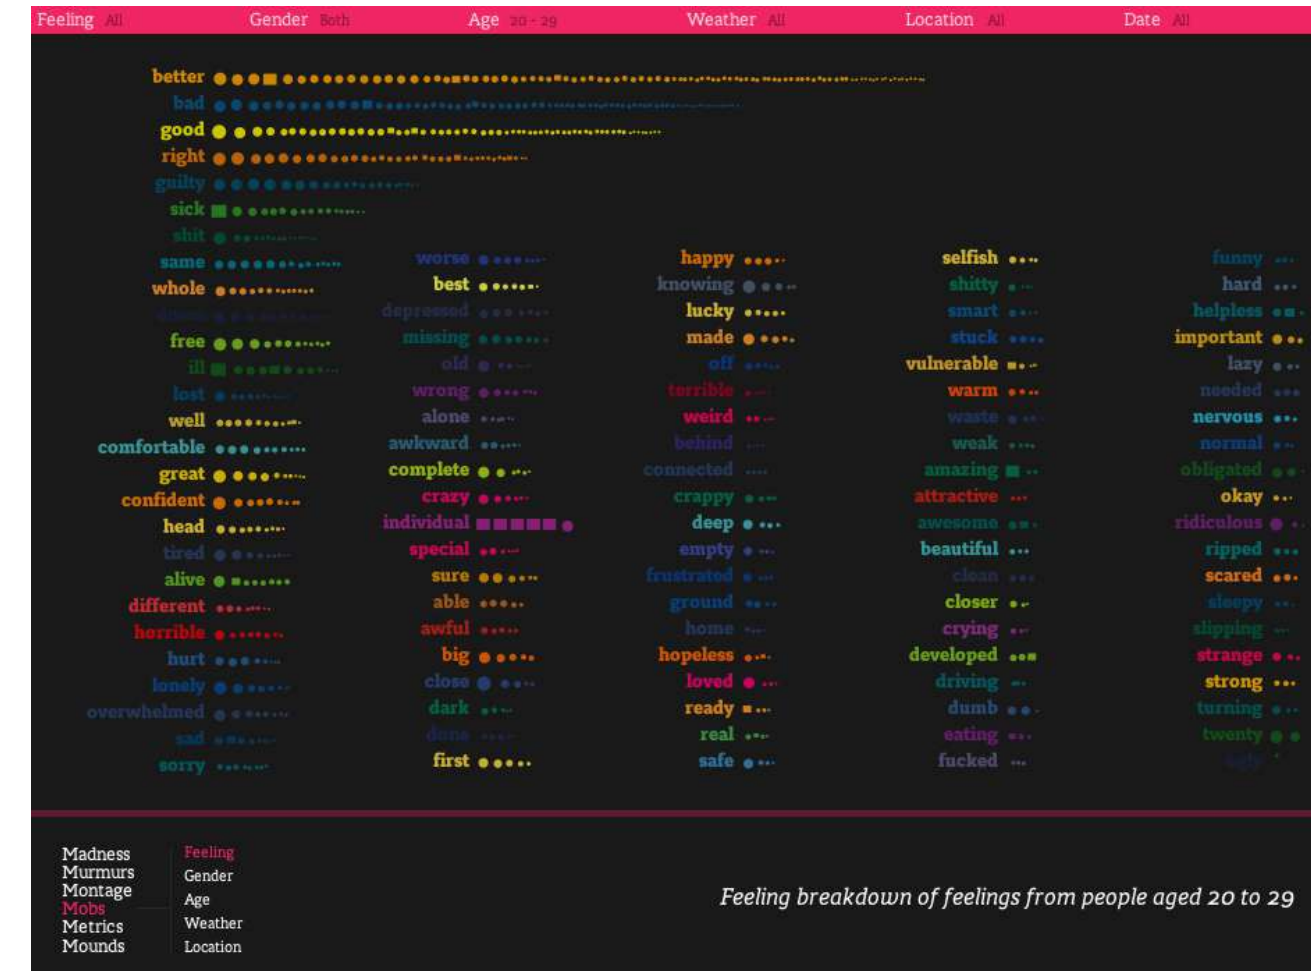 Feeling All Gender Both Age 20 - 29 Weather All Location All Date All
better
bad
good
right
guilty
sick
shit
same worse happy selfish funny
whole best knowing shitty hard
down depressed lucky smart helpless
free missing made stuck important
ill old off vulnerable lazy
lost wrong terrible warm needed
well alone weird waste nervous
comfortable awkward behind weak normal
great complete connected amazing obligated
confident crazy crappy attractive okay
head individual deep awesome ridiculous
tired special empty beautiful ripped
alive sure frustrated clean scared
different able ground closer sleepy
horrible awful home crying slipping
hurt big hopeless developed strange
lonely close loved driving strong
overwhelmed dark ready dumb turning
sad done real eating twenty
sorry first safe fucked ugly
Madness Feeling
Murmurs Gender
Montage Age
Mobs
Metrics Weather
Mounds Location
Feeling breakdown of feelings from people aged 20 to 29